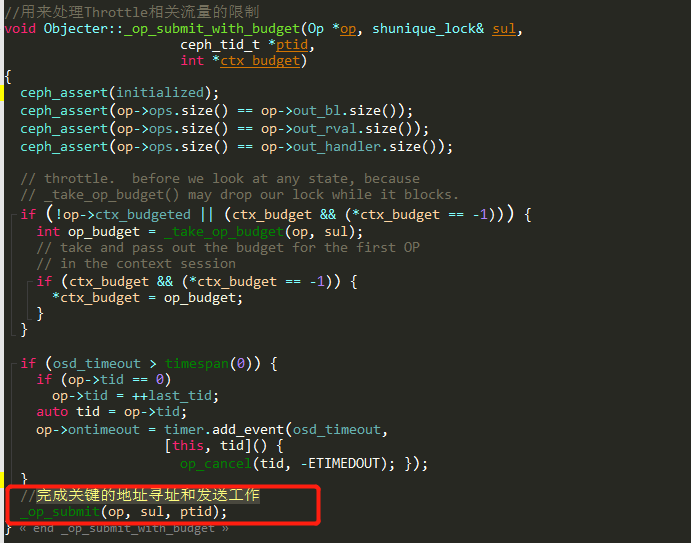 //用来处理Throttle相关流量的限制
void Objecter::_op_submit_with_budget(Op *op, shunique_lock& sul,
ceph_tid_t *ptid,
int *ctx_budget)
{
ceph_assert(initialized);
ceph_assert(op->ops.size() == op->out_bl.size());
ceph_assert(op->ops.size() == op->out_rval.size());
ceph_assert(op->ops.size() == op->out_handler.size());
// throttle.  before we look at any state, because
// _take_op_budget() may drop our lock while it blocks.
if (!op->ctx_budgeted || (ctx_budget && (*ctx_budget == -1))) {
int op_budget = _take_op_budget(op, sul);
// take and pass out the budget for the first OP
// in the context session
if (ctx_budget && (*ctx_budget == -1)) {
*ctx_budget = op_budget;
}
}
if (osd_timeout > timespan(0)) {
if (op->tid == 0)
op->tid = ++last_tid;
auto tid = op->tid;
op->ontimeout = timer.add_event(osd_timeout,
[this, tid]() {
op_cancel(tid, -ETIMEDOUT); });
}
//完成关键的地址寻址和发送工作
_op_submit(op, sul, ptid);
} « end _op_submit_with_budget »